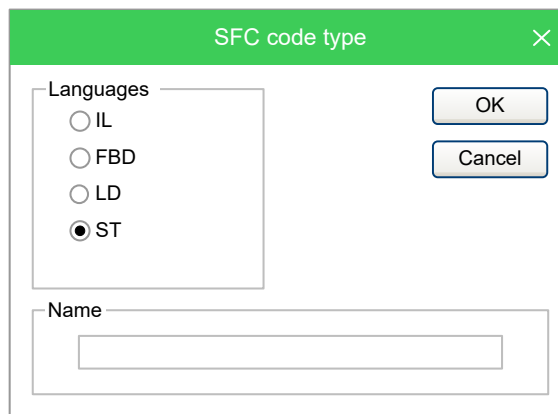 SFC code type
Languages
IL
FBD
LD
ST
OK
Cancel
Name